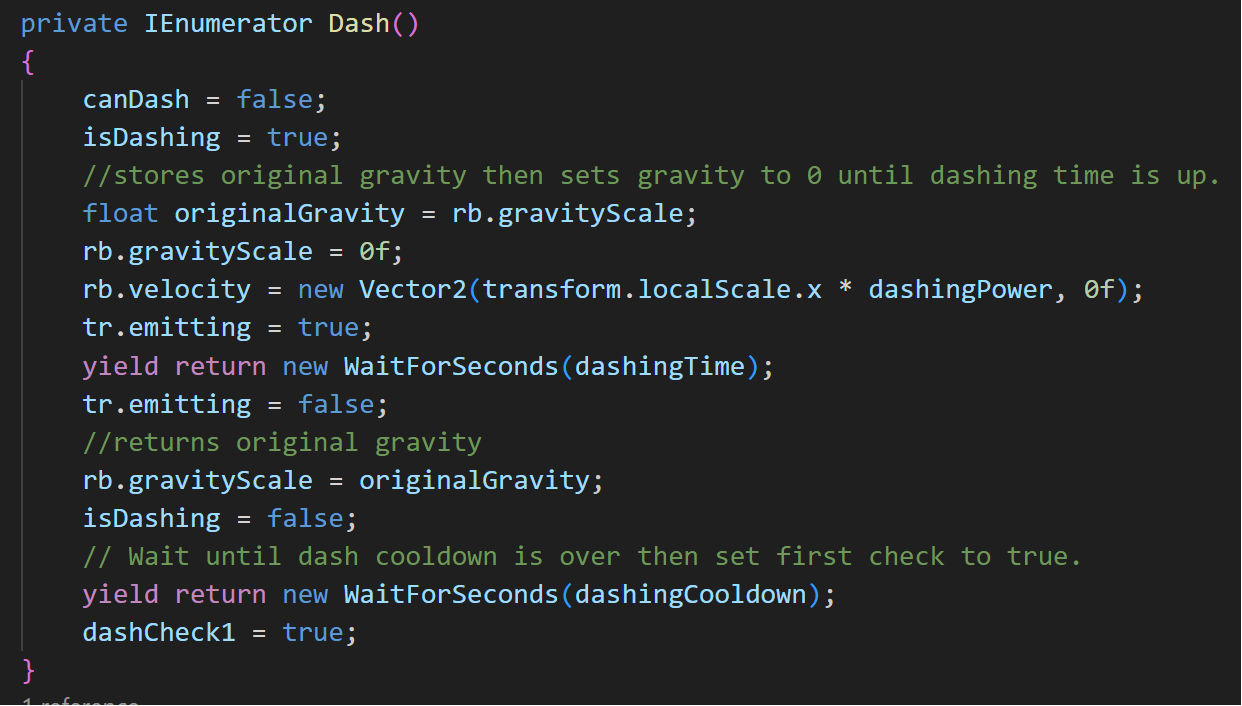 private IEnumerator Dash()
{
    canDash = false;
    isDashing = true;
    //stores original gravity then sets gravity to 0 until dashing time is up.
    float originalGravity = rb.gravityScale;
    rb.gravityScale = 0f;
    rb.velocity = new Vector2(transform.localScale.x * dashingPower, 0f);
    tr.emitting = true;
    yield return new WaitForSeconds(dashingTime);
    tr.emitting = false;
    //returns original gravity
    rb.gravityScale = originalGravity;
    isDashing = false;
    // Wait until dash cooldown is over then set first check to true.
    yield return new WaitForSeconds(dashingCooldown);
    dashCheck1 = true;
}
1 reference